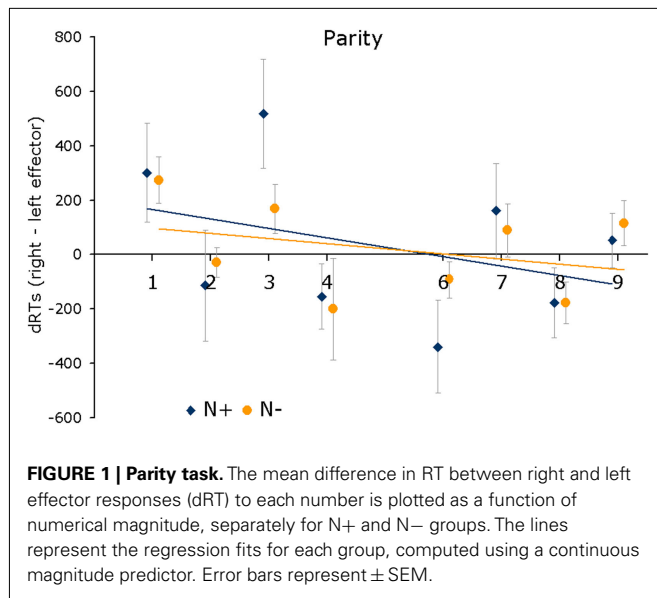 Parity
800
600
400
200
0
-200
-400
-600
dRTs (right - left effector)
1 2 3 4 6 7 8 9
N+ N-
FIGURE 1 | Parity task. The mean difference in RT between right and left
effector responses (dRT) to each number is plotted as a function of
numerical magnitude, separately for N+ and N− groups. The lines
represent the regression fits for each group, computed using a continuous
magnitude predictor. Error bars represent ± SEM.